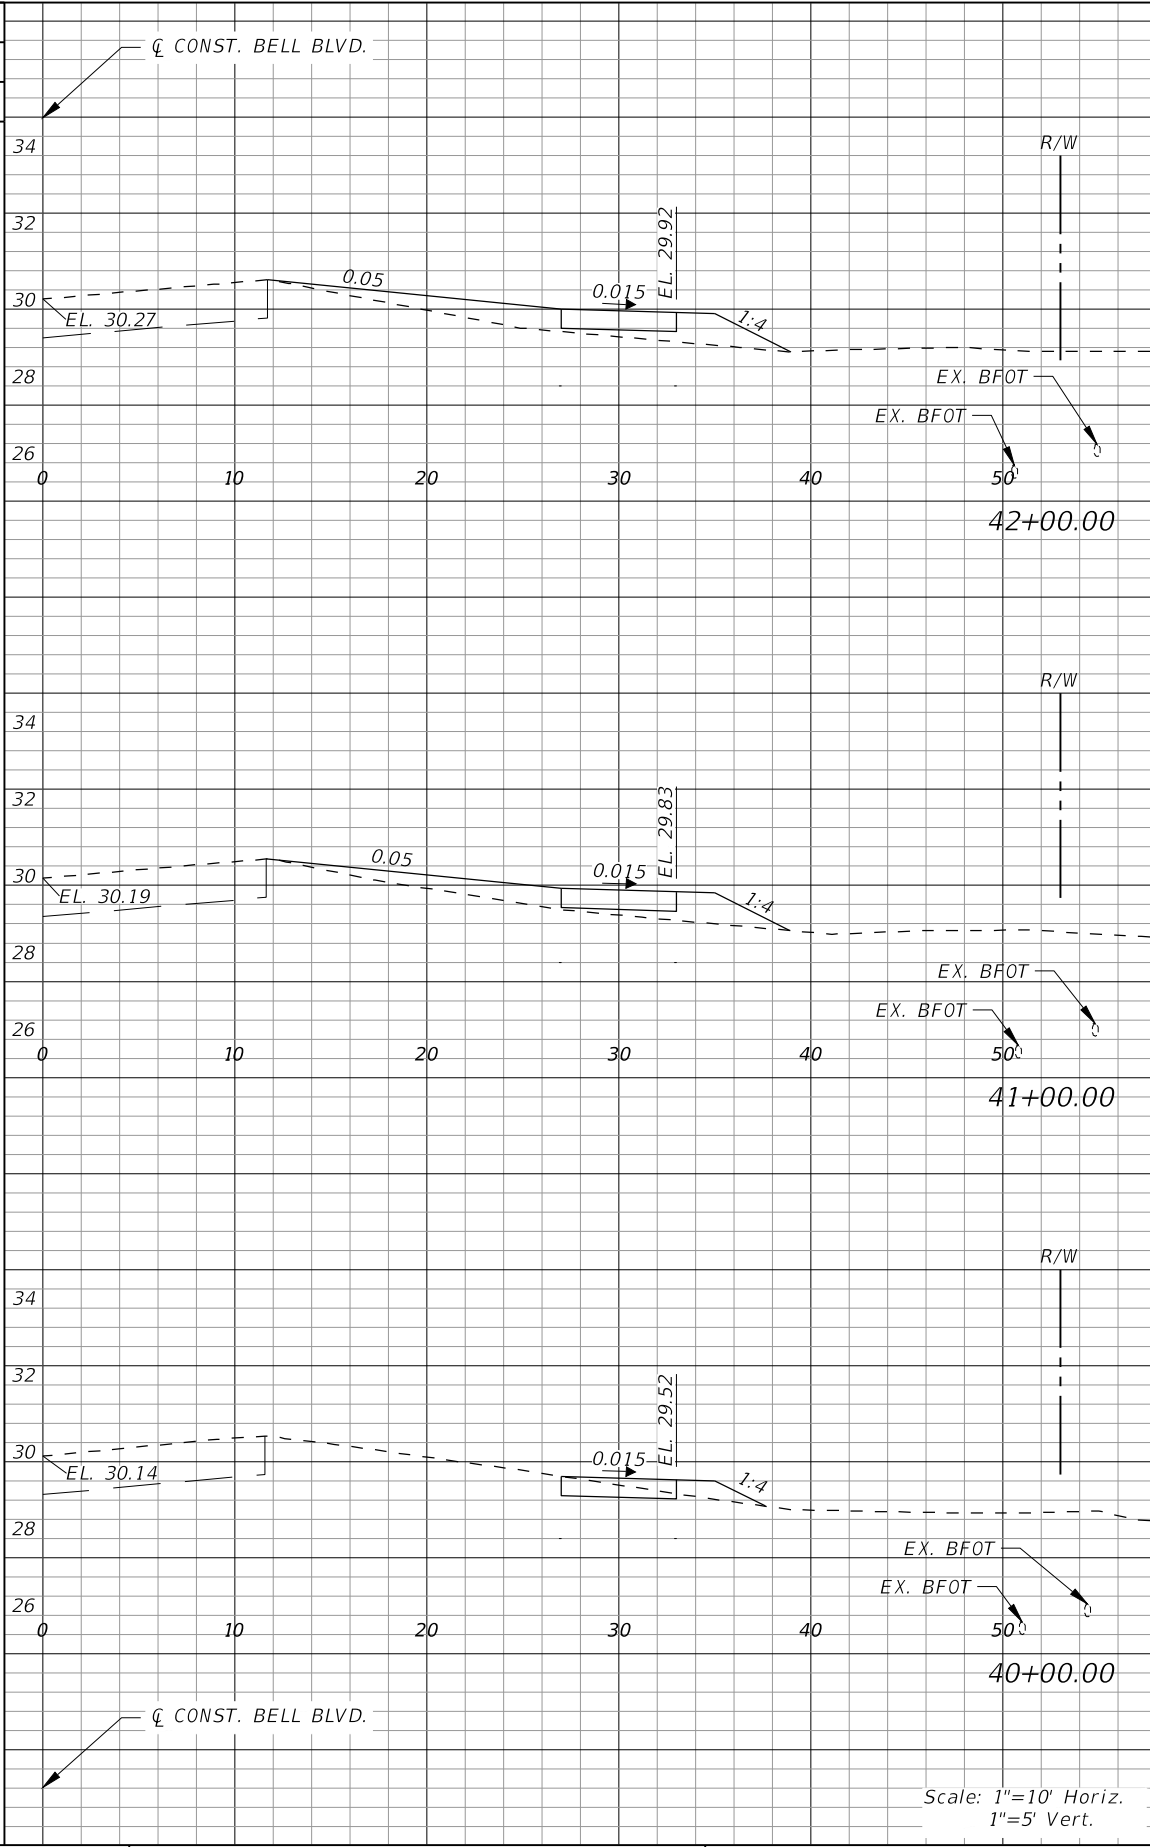 ℄ CONST. BELL BLVD.
34
R/W
32
EL. 29.92
0.05
0.015
30
EL. 30.27
1:4
28
EX. BFOT
EX. BFOT
26
0 10 20 30 40 50
42+00.00
R/W
34
32
EL. 29.83
0.05
0.015
30
EL. 30.19
1:4
28
EX. BFOT
EX. BFOT
26
0 10 20 30 40 50
41+00.00
R/W
34
32
EL. 29.52
30
0.015
EL. 30.14
1:4
28
EX. BFOT
EX. BFOT
26
0 10 20 30 40 50
40+00.00
℄ CONST. BELL BLVD.
Scale: 1"=10' Horiz.
1"=5' Vert.